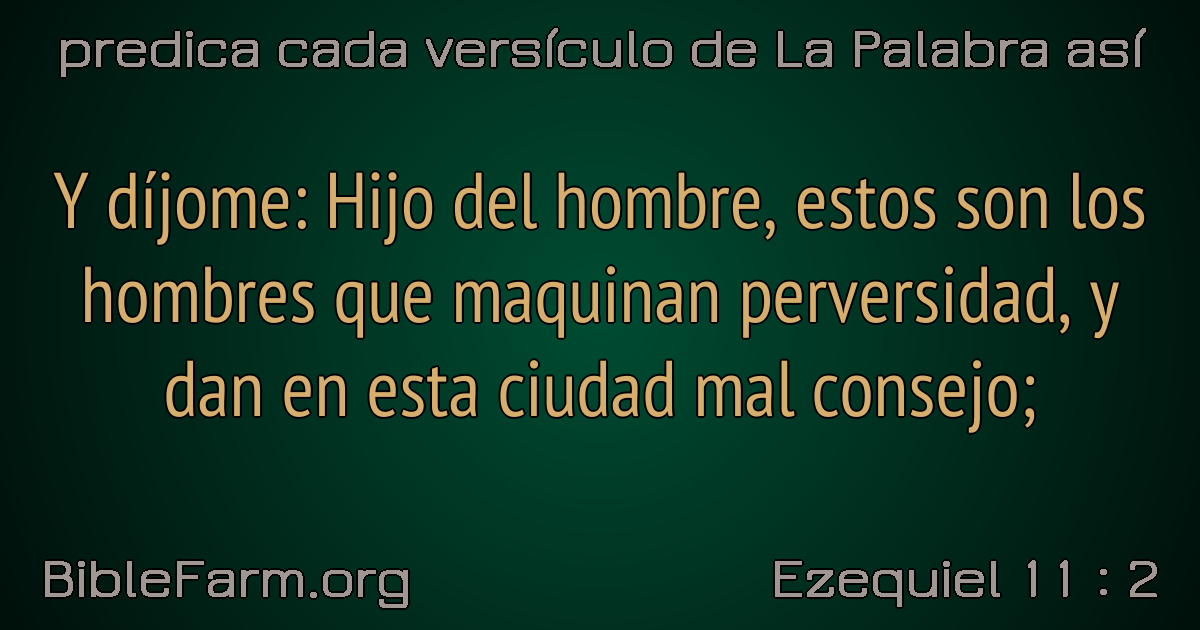 predica cada versículo de La Palabra así
Y díjome: Hijo del hombre, estos son los
hombres que maquinan perversidad, y
dan en esta ciudad mal consejo;
BibleFarm.org
Ezequiel 11 : 2